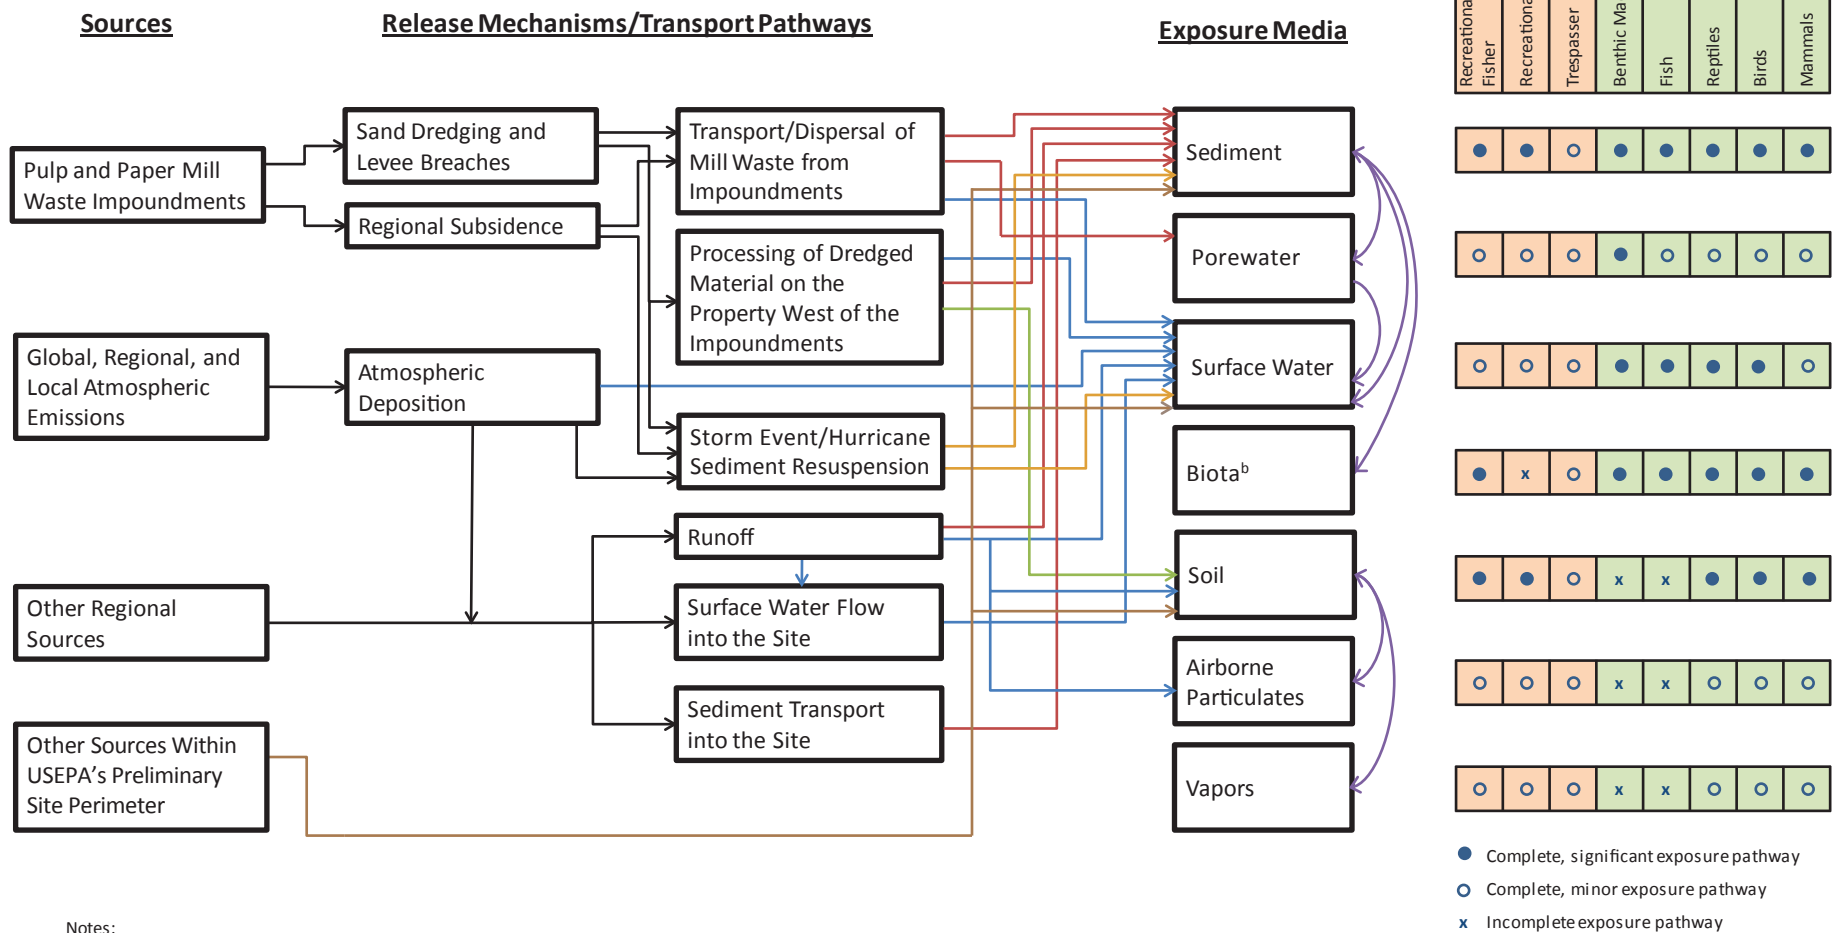 Sources
Release Mechanisms/Transport Pathways
Exposure Media
Recreational
Fisher
Recreational
Trespasser
Benthic
Fish
Reptiles
Birds
Mammals
Pulp and Paper Mill
Waste Impoundments
Sand Dredging and
Levee Breaches
Regional Subsidence
Transport/Dispersal of
Mill Waste from
Impoundments
Processing of Dredged
Material on the
Property West of the
Impoundments
Global, Regional, and
Local Atmospheric
Emissions
Atmospheric
Deposition
Storm Event/Hurricane
Sediment Resuspension
Runoff
Other Regional
Sources
Surface Water Flow
into the Site
Sediment Transport
into the Site
Other Sources Within
USEPA's Preliminary
Site Perimeter
Sediment
Porewater
Surface Water
Biotaᵇ
x
Soil
x x
Airborne
Particulates
x x
Vapors
x x
Complete, significant exposure pathway
Complete, minor exposure pathway
x Incomplete exposure pathway
Notes: